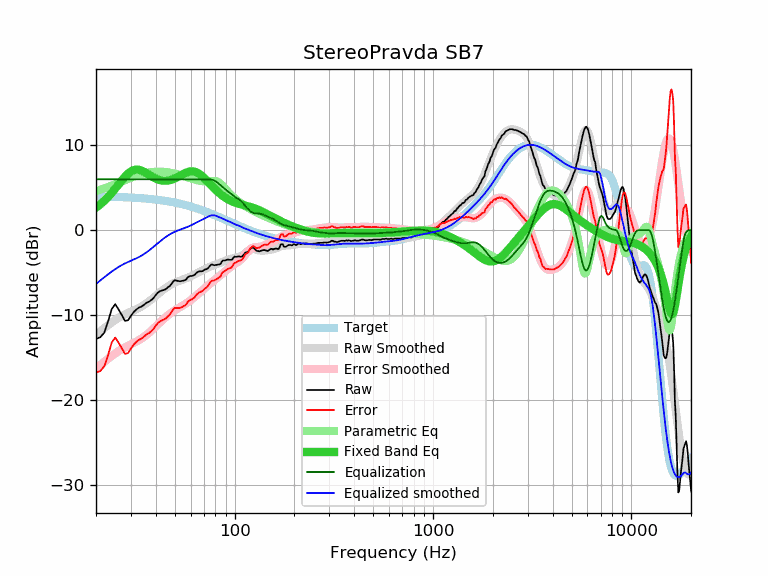 StereoPravda SB7
Amplitude (dBr)
10
0
−10
−20
−30
Target
Raw Smoothed
Error Smoothed
Raw
Error
Parametric Eq
Fixed Band Eq
Equalization
Equalized smoothed
100 1000 10000
Frequency (Hz)